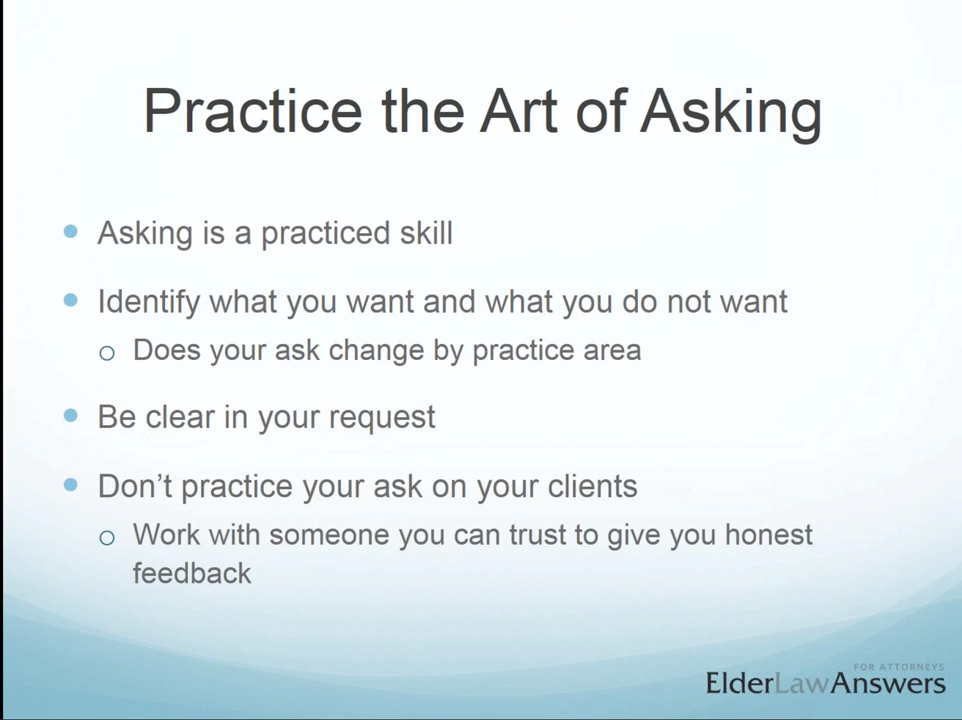 Practice the Art of Asking
Asking is a practiced skill
Identify what you want and what you do not want
Does your ask change by practice area
Be clear in your request
Don’t practice your ask on your clients
Work with someone you can trust to give you honest
feedback
FOR ATTORNEYS
ElderLawAnswers